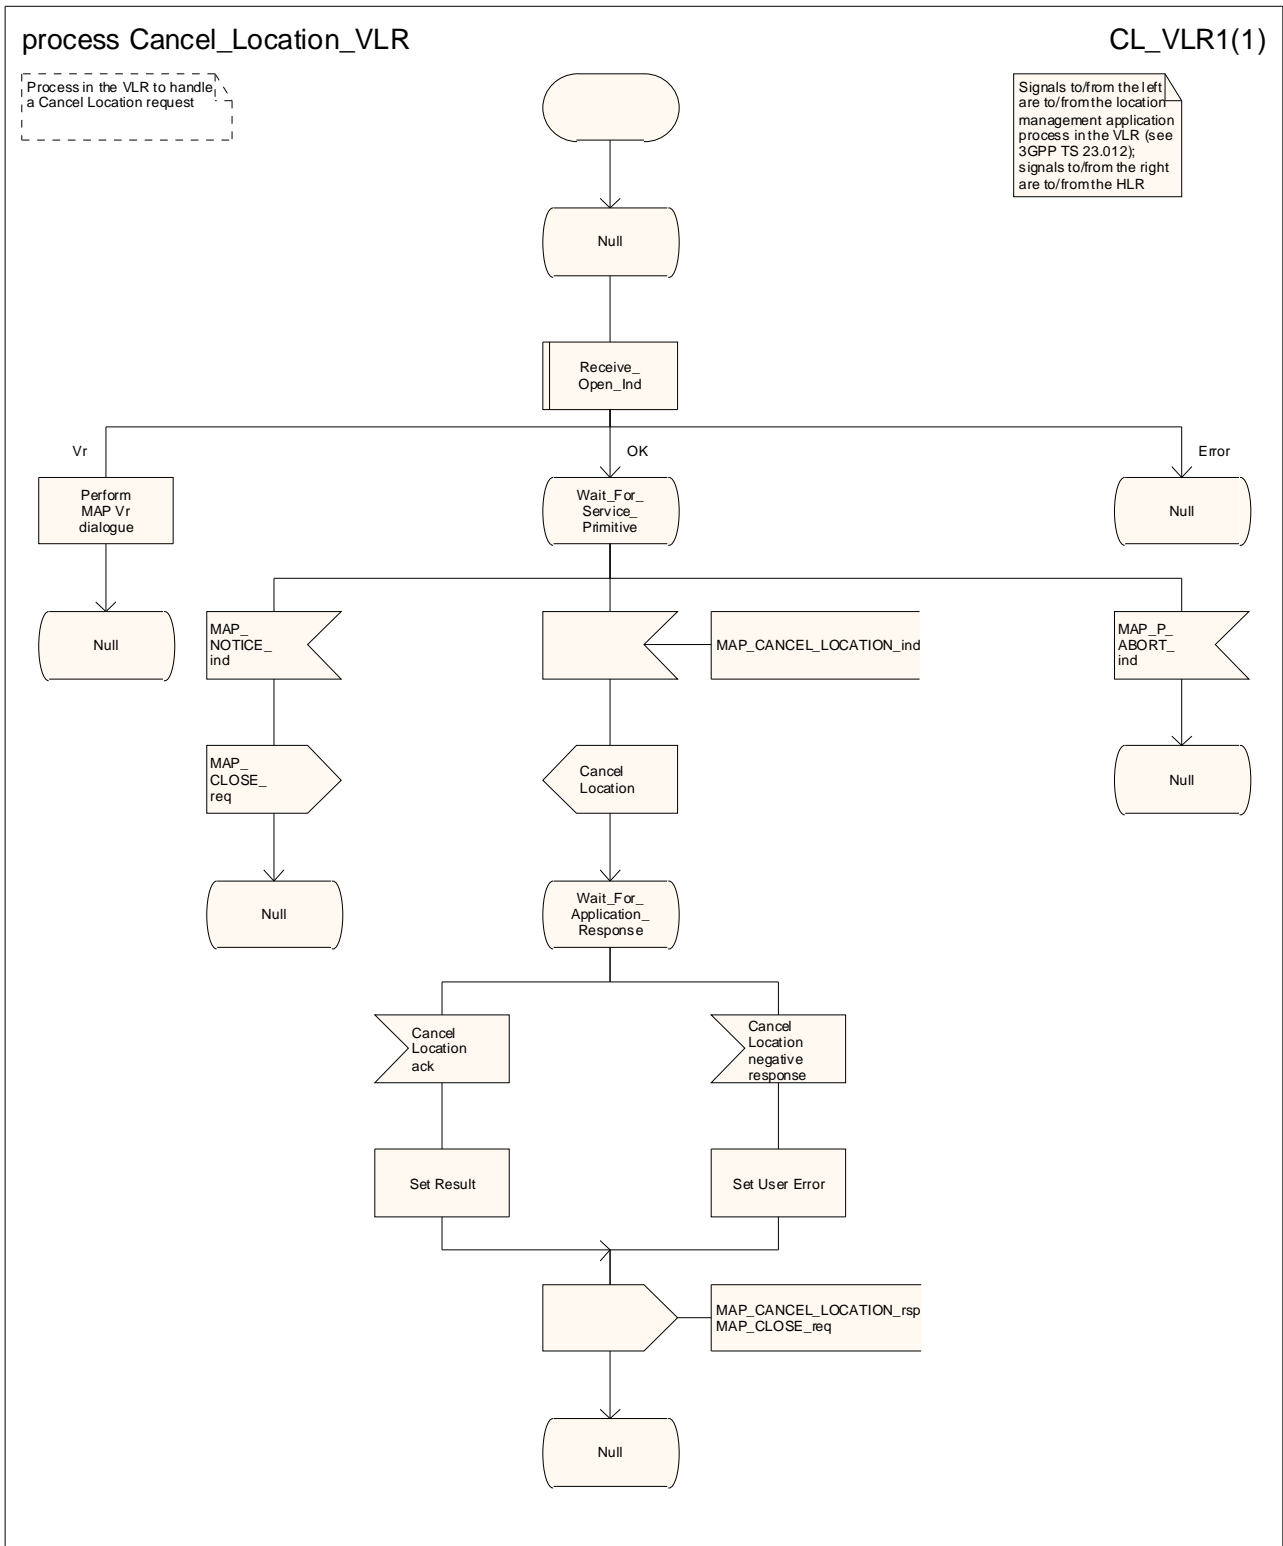 process Cancel_Location_VLR
CL_VLR1(1)
Process in the VLR to handle
a Cancel Location request
Signals to/from the left
are to/from the location
management application
process in the VLR (see
3GPP TS 23.012);
signals to/from the right
are to/from the HLR
Null
Receive_
Open_Ind
Vr
OK
Error
Perform
MAP Vr
dialogue
Wait_For_
Service_
Primitive
Null
Null
MAP_
NOTICE_
ind
MAP_CANCEL_LOCATION_ind
MAP_P_
ABORT_
ind
MAP_
CLOSE_
req
Cancel
Location
Null
Null
Wait_For_
Application_
Response
Cancel
Location
ack
Cancel
Location
negative
response
Set Result
Set User Error
MAP_CANCEL_LOCATION_rsp
MAP_CLOSE_req
Null